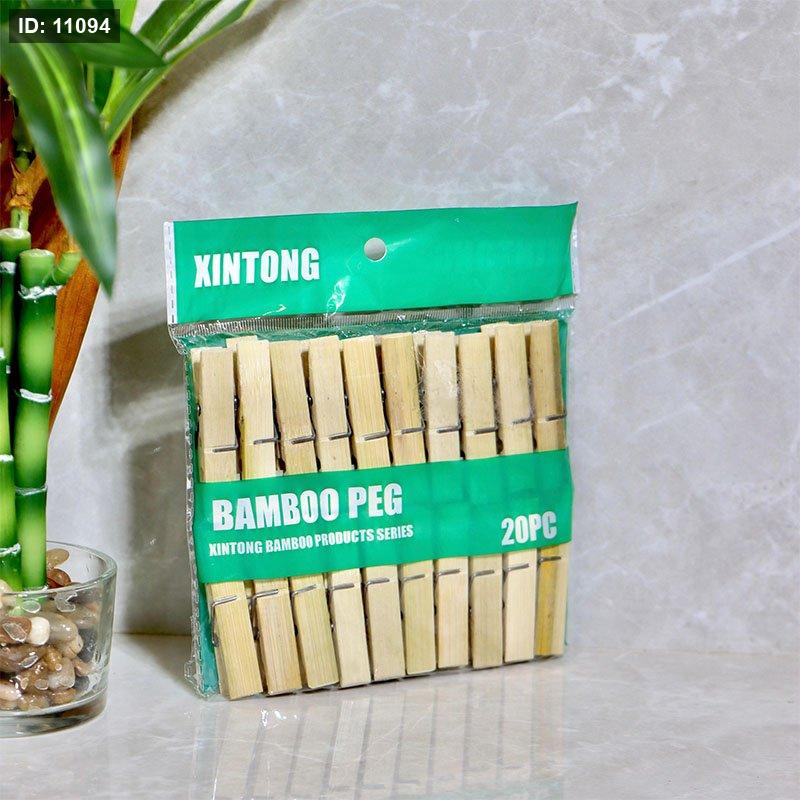 ID: 11094
XINTONG
BAMBOO PEG
XINTONG BAMBOO PRODUCTS SERIES
20PC